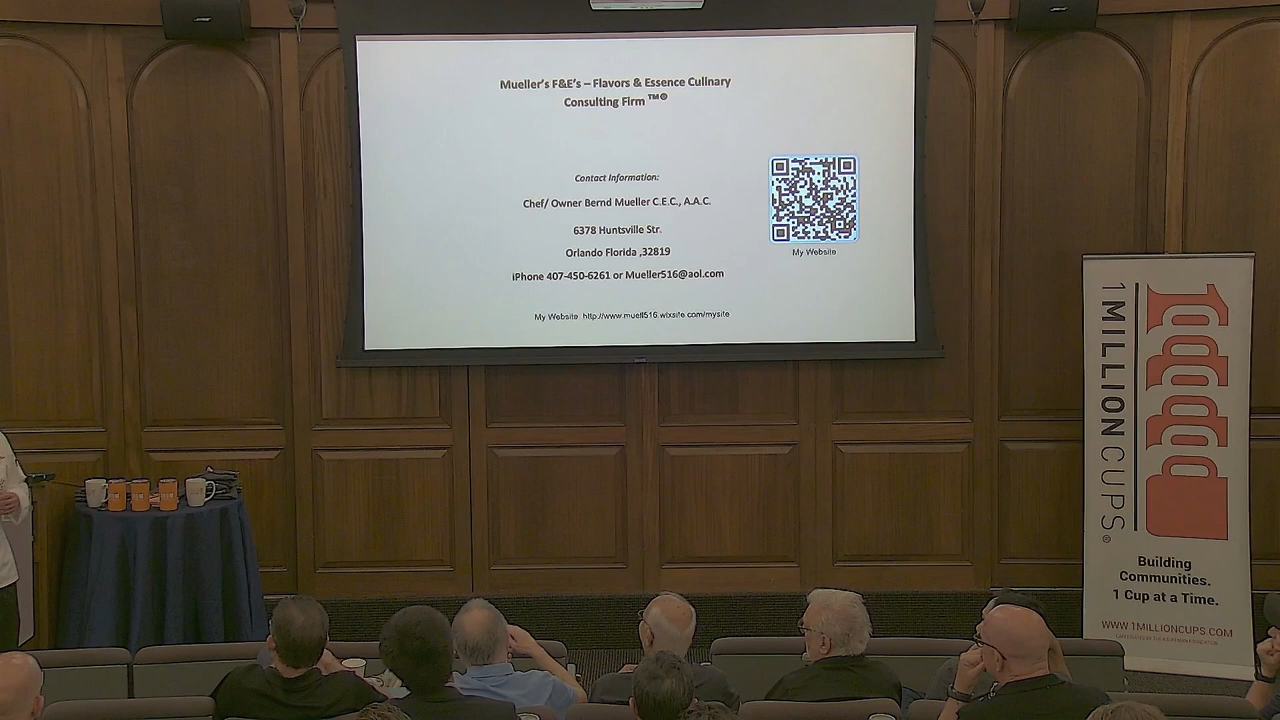 Mueller's F&E's – Flavors & Essence Culinary
Consulting Firm ™©
Contact Information:
Chef/ Owner Bernd Mueller C.E.C., A.A.C.
6378 Huntsville Str.
Orlando Florida ,32819
iPhone 407-450-6261 or Mueller516@aol.com
My Website
My Website http://www.muell516.wixsite.com/mysite
1 MILLION CUPS®
Building
Communities.
1 Cup at a Time.
WWW.1MILLIONCUPS.COM